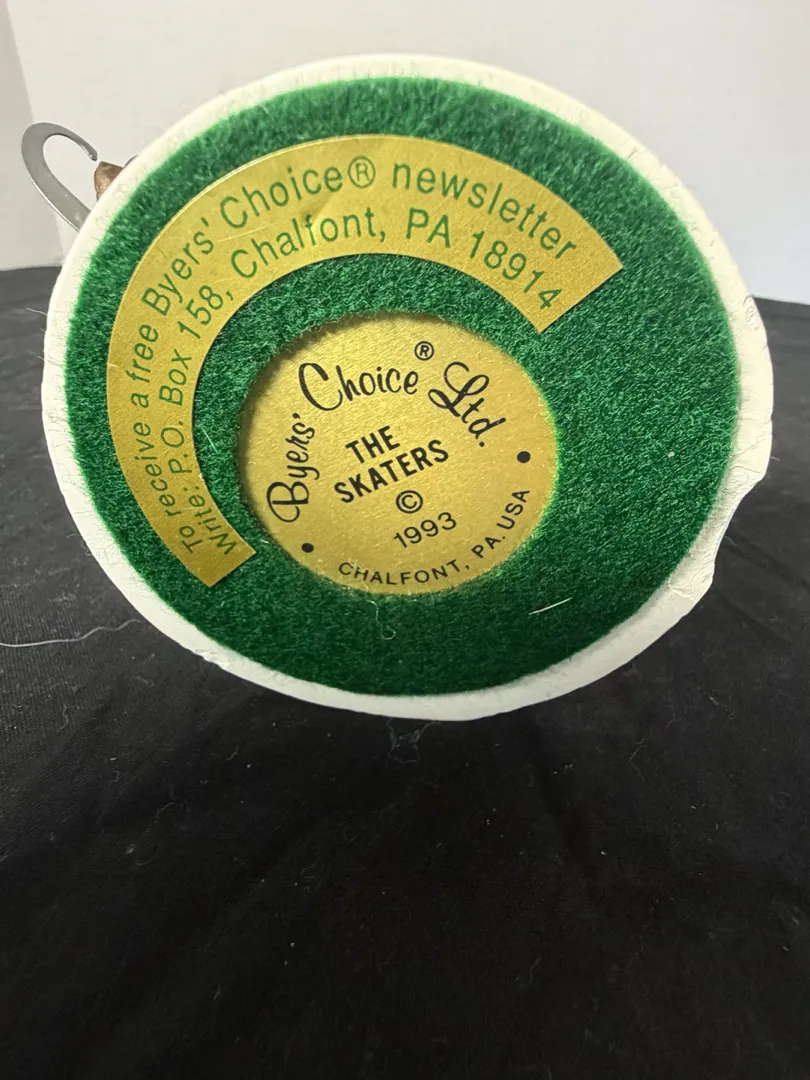 To receive a free Byers' Choice® newsletter
Write: P.O. Box 158, Chalfont, PA 18914
Byers' Choice® Ltd.
THE
SKATERS
©
1993
• CHALFONT, PA. USA •